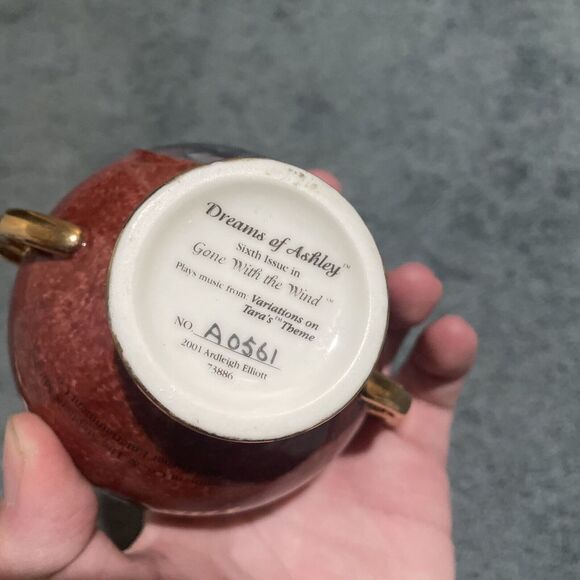 Dreams of Ashley™
Sixth Issue in
Gone With the Wind™
Plays music from: Variations on
Tara's™ Theme
NO. A0561
2001 Ardleigh Elliott
73886